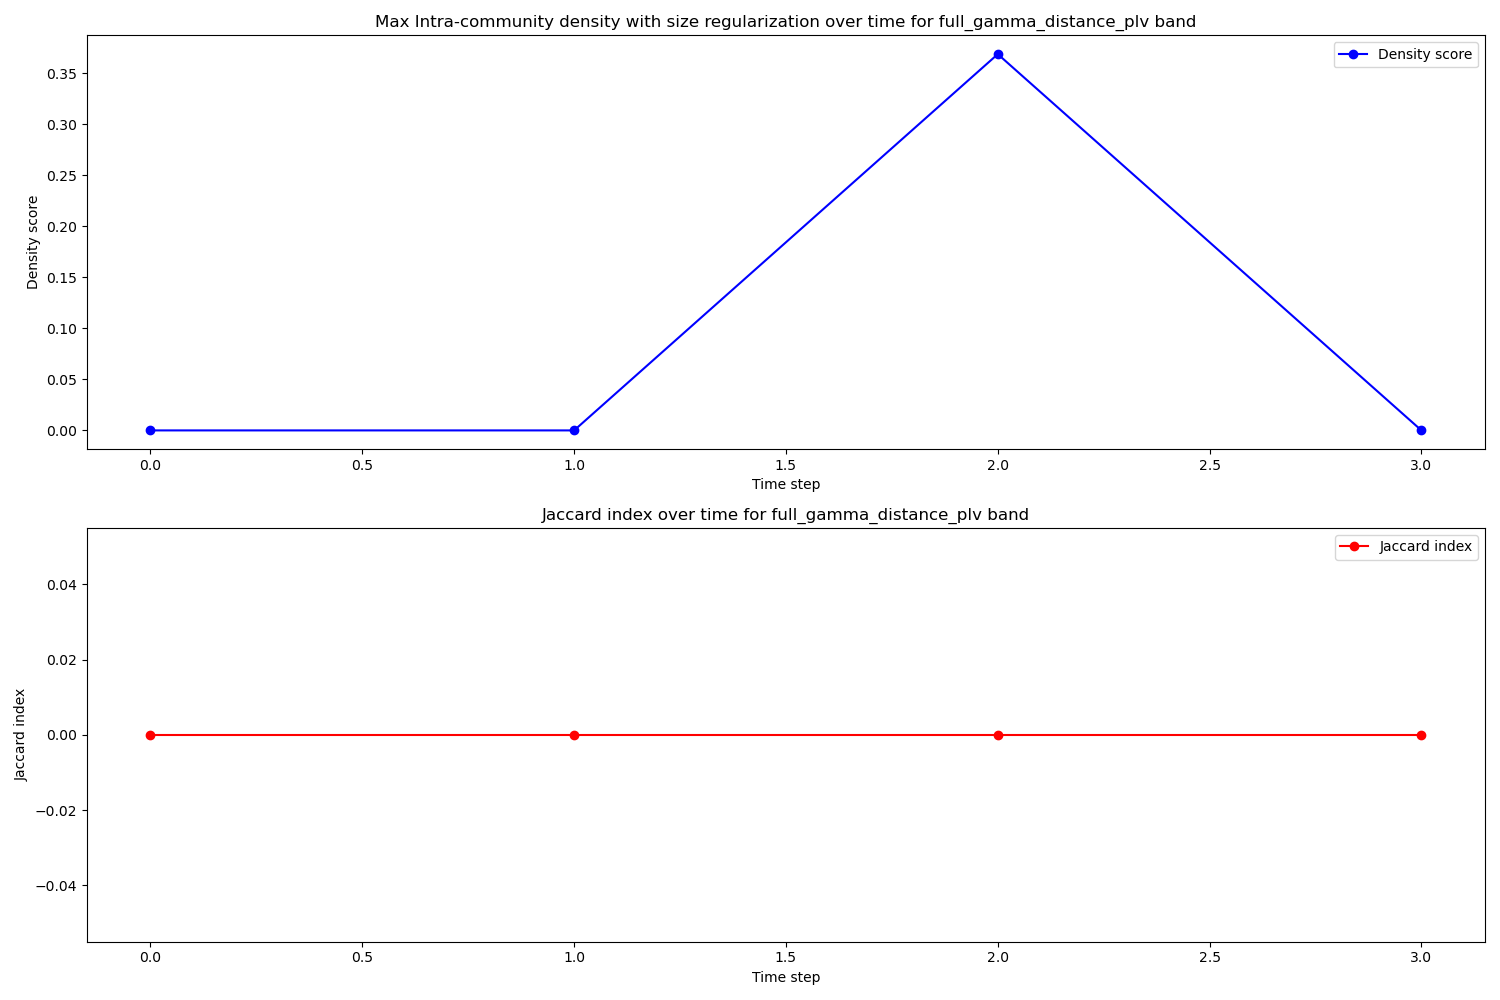 Max Intra-community density with size regularization over time for full_gamma_distance_plv band
Density score
0.35
0.30
0.25
0.20
0.15
0.10
0.05
0.00
Density score
0.0 0.5 1.0 1.5 2.0 2.5 3.0
Time step
Jaccard index over time for full_gamma_distance_plv band
Jaccard index
0.04
0.02
0.00
−0.02
−0.04
Jaccard index
0.0 0.5 1.0 1.5 2.0 2.5 3.0
Time step